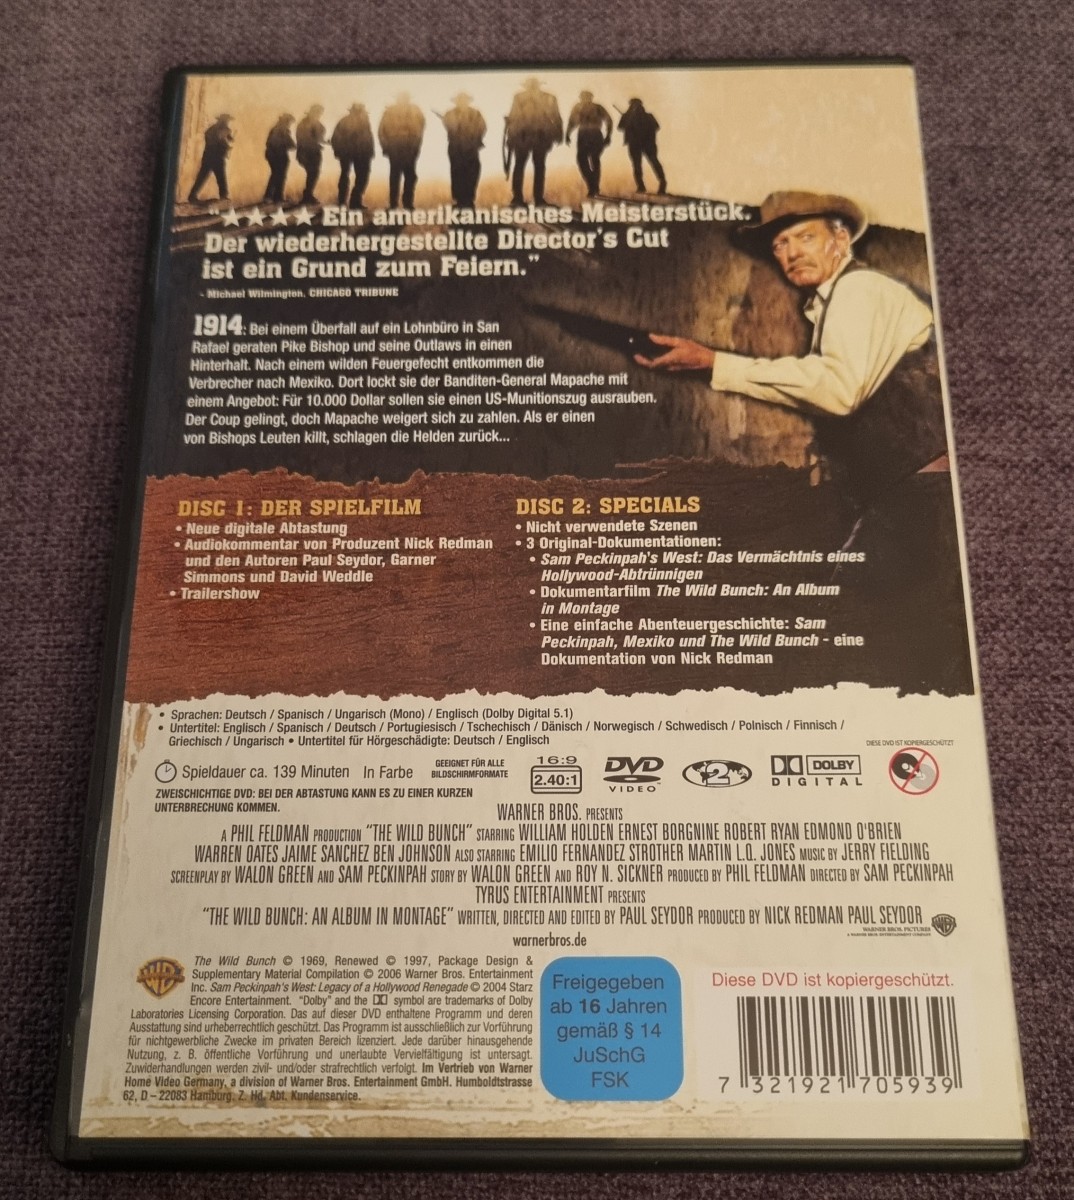 "★★★★ Ein amerikanisches Meisterstück.
Der wiederhergestellte Director's Cut
ist ein Grund zum Feiern."
- Michael Wilmington, CHICAGO TRIBUNE
1914: Bei einem Überfall auf ein Lohnbüro in San
Rafael geraten Pike Bishop und seine Outlaws in einen
Hinterhalt. Nach einem wilden Feuergefecht entkommen die
Verbrecher nach Mexiko. Dort lockt sie der Banditen-General Mapache mit
einem Angebot: Für 10.000 Dollar sollen sie einen US-Munitionszug ausrauben.
Der Coup gelingt, doch Mapache weigert sich zu zahlen. Als er einen
von Bishops Leuten killt, schlagen die Helden zurück...
DISC 1: DER SPIELFILM
• Neue digitale Abtastung
• Audiokommentar von Produzent Nick Redman
und den Autoren Paul Seydor, Garner
Simmons und David Weddle
• Trailershow
DISC 2: SPECIALS
• Nicht verwendete Szenen
• 3 Original-Dokumentationen:
• Sam Peckinpah's West: Das Vermächtnis eines
Hollywood-Abtrünnigen
• Dokumentarfilm The Wild Bunch: An Album
in Montage
• Eine einfache Abenteuergeschichte: Sam
Peckinpah, Mexiko und The Wild Bunch - eine
Dokumentation von Nick Redman
• Sprachen: Deutsch / Spanisch / Ungarisch (Mono) / Englisch (Dolby Digital 5.1)
• Untertitel: Englisch / Spanisch / Deutsch / Portugiesisch / Tschechisch / Dänisch / Norwegisch / Schwedisch / Polnisch / Finnisch /
Griechisch / Ungarisch • Untertitel für Hörgeschädigte: Deutsch / Englisch
DIESE DVD IST KOPIERGESCHÜTZT
Spieldauer ca. 139 Minuten In Farbe
GEEIGNET FÜR ALLE
BILDSCHIRMFORMATE
16:9
2.40:1
DVD
VIDEO
2
DOLBY
DIGITAL
ZWEISCHICHTIGE DVD: BEI DER ABTASTUNG KANN ES ZU EINER KURZEN
UNTERBRECHUNG KOMMEN.
WARNER BROS. PRESENTS
A PHIL FELDMAN PRODUCTION "THE WILD BUNCH" STARRING WILLIAM HOLDEN ERNEST BORGNINE ROBERT RYAN EDMOND O'BRIEN
WARREN OATES JAIME SANCHEZ BEN JOHNSON ALSO STARRING EMILIO FERNANDEZ STROTHER MARTIN L.Q. JONES MUSIC BY JERRY FIELDING
SCREENPLAY BY WALON GREEN AND SAM PECKINPAH STORY BY WALON GREEN AND ROY N. SICKNER PRODUCED BY PHIL FELDMAN DIRECTED BY SAM PECKINPAH
TYRUS ENTERTAINMENT PRESENTS
"THE WILD BUNCH: AN ALBUM IN MONTAGE" WRITTEN, DIRECTED AND EDITED BY PAUL SEYDOR PRODUCED BY NICK REDMAN PAUL SEYDOR
WARNER BROS. PICTURES
warnerbros.de
The Wild Bunch © 1969, Renewed © 1997, Package Design &
Supplementary Material Compilation © 2006 Warner Bros. Entertainment
Inc. Sam Peckinpah's West: Legacy of a Hollywood Renegade © 2004 Starz
Encore Entertainment. "Dolby" and the symbol are trademarks of Dolby
Laboratories Licensing Corporation. Das auf dieser DVD enthaltene Programm und deren
Ausstattung sind urheberrechtlich geschützt. Das Programm ist ausschließlich zur Vorführung
für nichtgewerbliche Zwecke im privaten Bereich lizenziert. Jede darüber hinausgehende
Nutzung, z. B. öffentliche Vorführung und unerlaubte Vervielfältigung ist untersagt.
Zuwiderhandlungen werden zivil- und/oder strafrechtlich verfolgt. Im Vertrieb von Warner
Home Video Germany, a division of Warner Bros. Entertainment GmbH. Humboldtstrasse
62, D - 22083 Hamburg. Z. Hd. Abt. Kundenservice.
Freigegeben
ab 16 Jahren
gemäß § 14
JuSchG
FSK
Diese DVD ist kopiergeschützt.
7 321921 705939